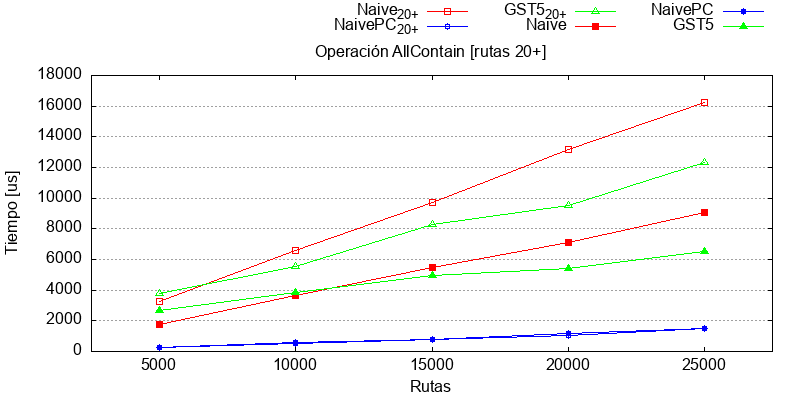 Naive20+ GST520+ NaivePC
NaivePC20+ Naive GST5
Operación AllContain [rutas 20+]
18000
16000
14000
12000
10000
8000
6000
4000
2000
0
Tiempo [us]
5000 10000 15000 20000 25000
Rutas